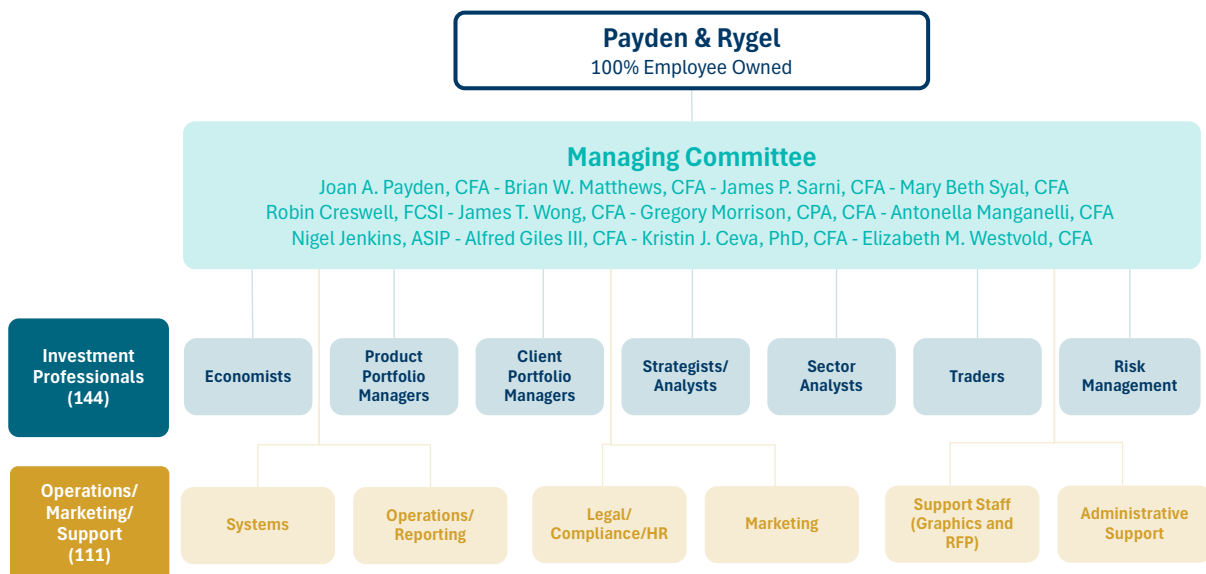 Payden & Rygel
100% Employee Owned
Managing Committee
Joan A. Payden, CFA - Brian W. Matthews, CFA - James P. Sarni, CFA - Mary Beth Syal, CFA
Robin Creswell, FCSI - James T. Wong, CFA - Gregory Morrison, CPA, CFA - Antonella Manganelli, CFA
Nigel Jenkins, ASIP - Alfred Giles III, CFA - Kristin J. Ceva, PhD, CFA - Elizabeth M. Westvold, CFA
Investment
Professionals
(144)
Economists
Product
Portfolio
Managers
Client
Portfolio
Managers
Strategists/
Analysts
Sector
Analysts
Traders
Risk
Management
Operations/
Marketing/
Support
(111)
Systems
Operations/
Reporting
Legal/
Compliance/HR
Marketing
Support Staff
(Graphics and
RFP)
Administrative
Support